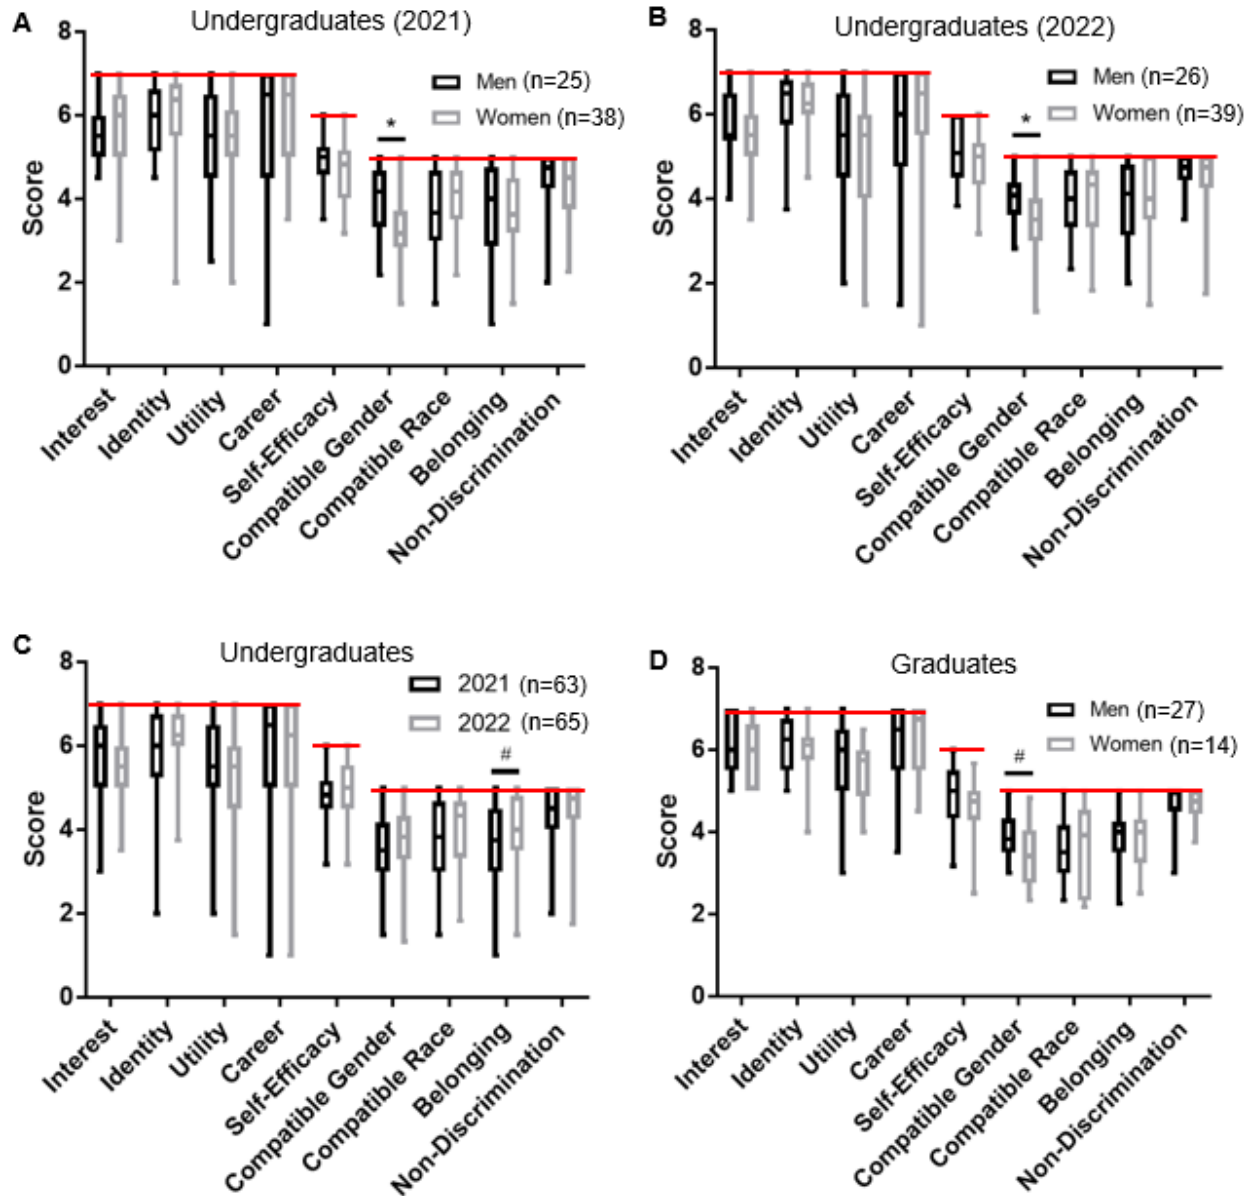 A
Undergraduates (2021)
8
6
4
2
0
Score
Men (n=25)
Women (n=38)
*
Interest
Identity
Utility
Career
Self-Efficacy
Compatible Gender
Compatible Race
Belonging
Non-Discrimination
B
Undergraduates (2022)
8
6
4
2
0
Score
Men (n=26)
Women (n=39)
*
Interest
Identity
Utility
Career
Self-Efficacy
Compatible Gender
Compatible Race
Belonging
Non-Discrimination
C
Undergraduates
8
6
4
2
0
Score
2021 (n=63)
2022 (n=65)
#
Interest
Identity
Utility
Career
Self-Efficacy
Compatible Gender
Compatible Race
Belonging
Non-Discrimination
D
Graduates
8
6
4
2
0
Score
Men (n=27)
Women (n=14)
#
Interest
Identity
Utility
Career
Self-Efficacy
Compatible Gender
Compatible Race
Belonging
Non-Discrimination